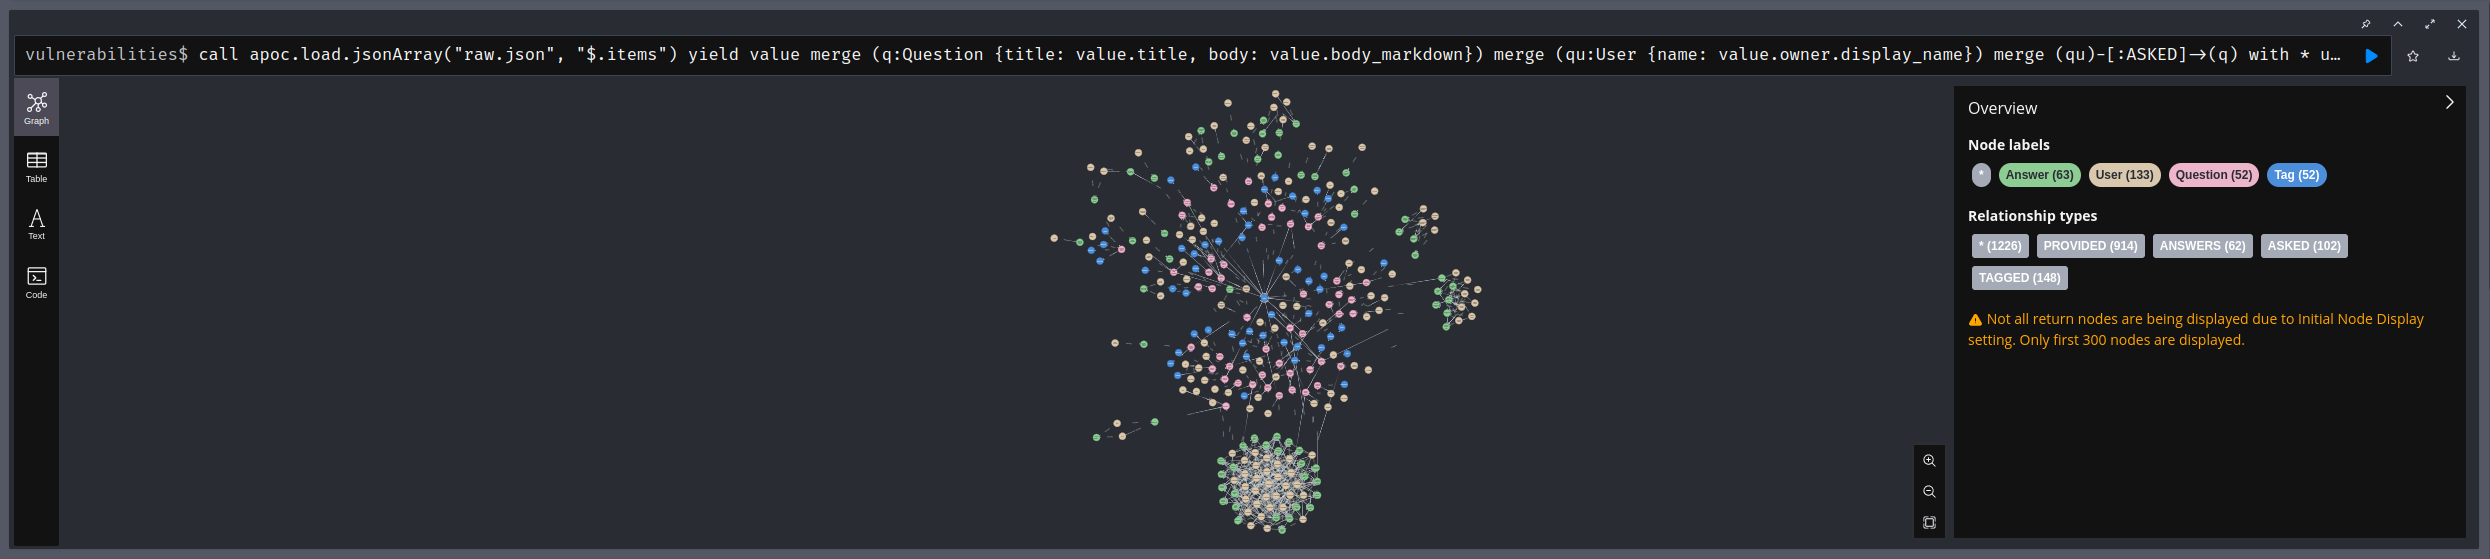 vulnerabilities$ call apoc.load.jsonArray("raw.json", "$.items") yield value merge (q:Question {title: value.title, body: value.body_markdown}) merge (qu:User {name: value.owner.display_name}) merge (qu)-[:ASKED]→(q) with * u…
Graph
Table
A
Text
Code
Overview
Node labels
* Answer (63) User (133) Question (52) Tag (52)
Relationship types
* (1226) PROVIDED (914) ANSWERS (62) ASKED (102)
TAGGED (148)
Not all return nodes are being displayed due to Initial Node Display
setting. Only first 300 nodes are displayed.